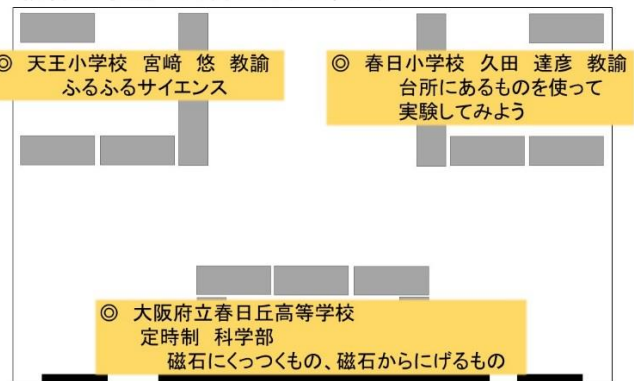 ◎ 天王小学校 宮﨑 悠 教諭
ふるふるサイエンス
◎ 春日小学校 久田 達彦 教諭
台所にあるものを使って
実験してみよう
◎ 大阪府立春日丘高等学校
定時制 科学部
磁石にくっつくもの、磁石からにげるもの